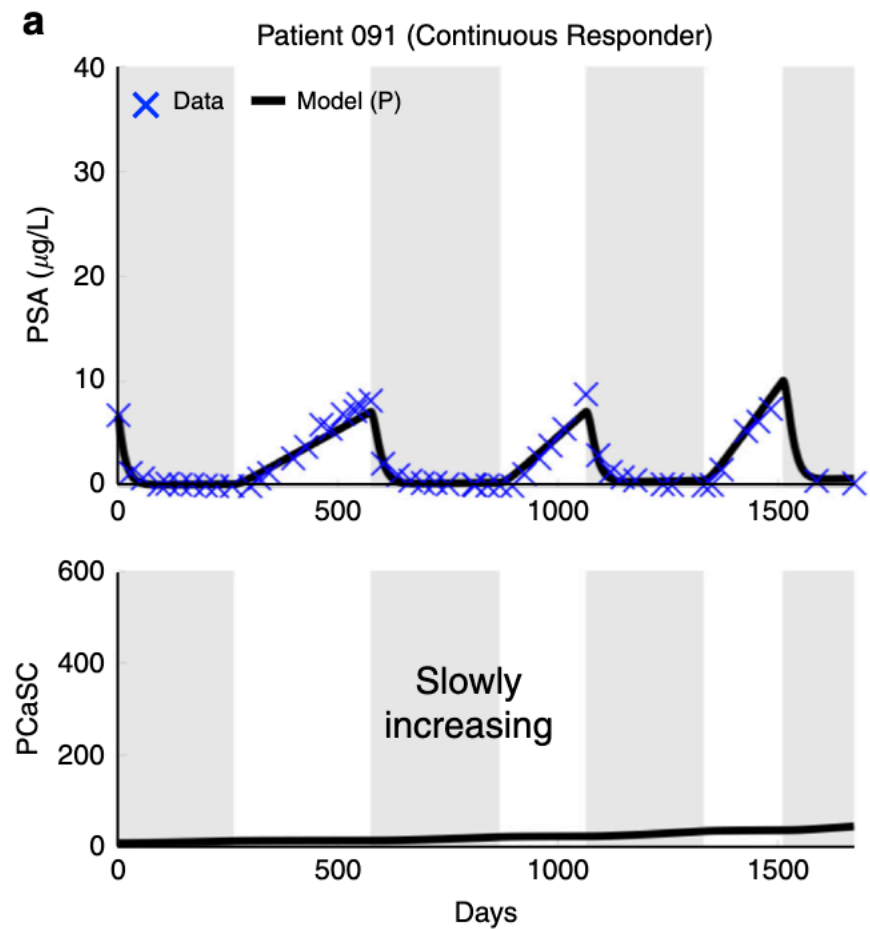 a
Patient 091 (Continuous Responder)
40
Data
Model (P)
30
20
10
0
PSA (μg/L)
0 500 1000 1500
600
400
200
0
PCaSC
Slowly
increasing
0 500 1000 1500
Days